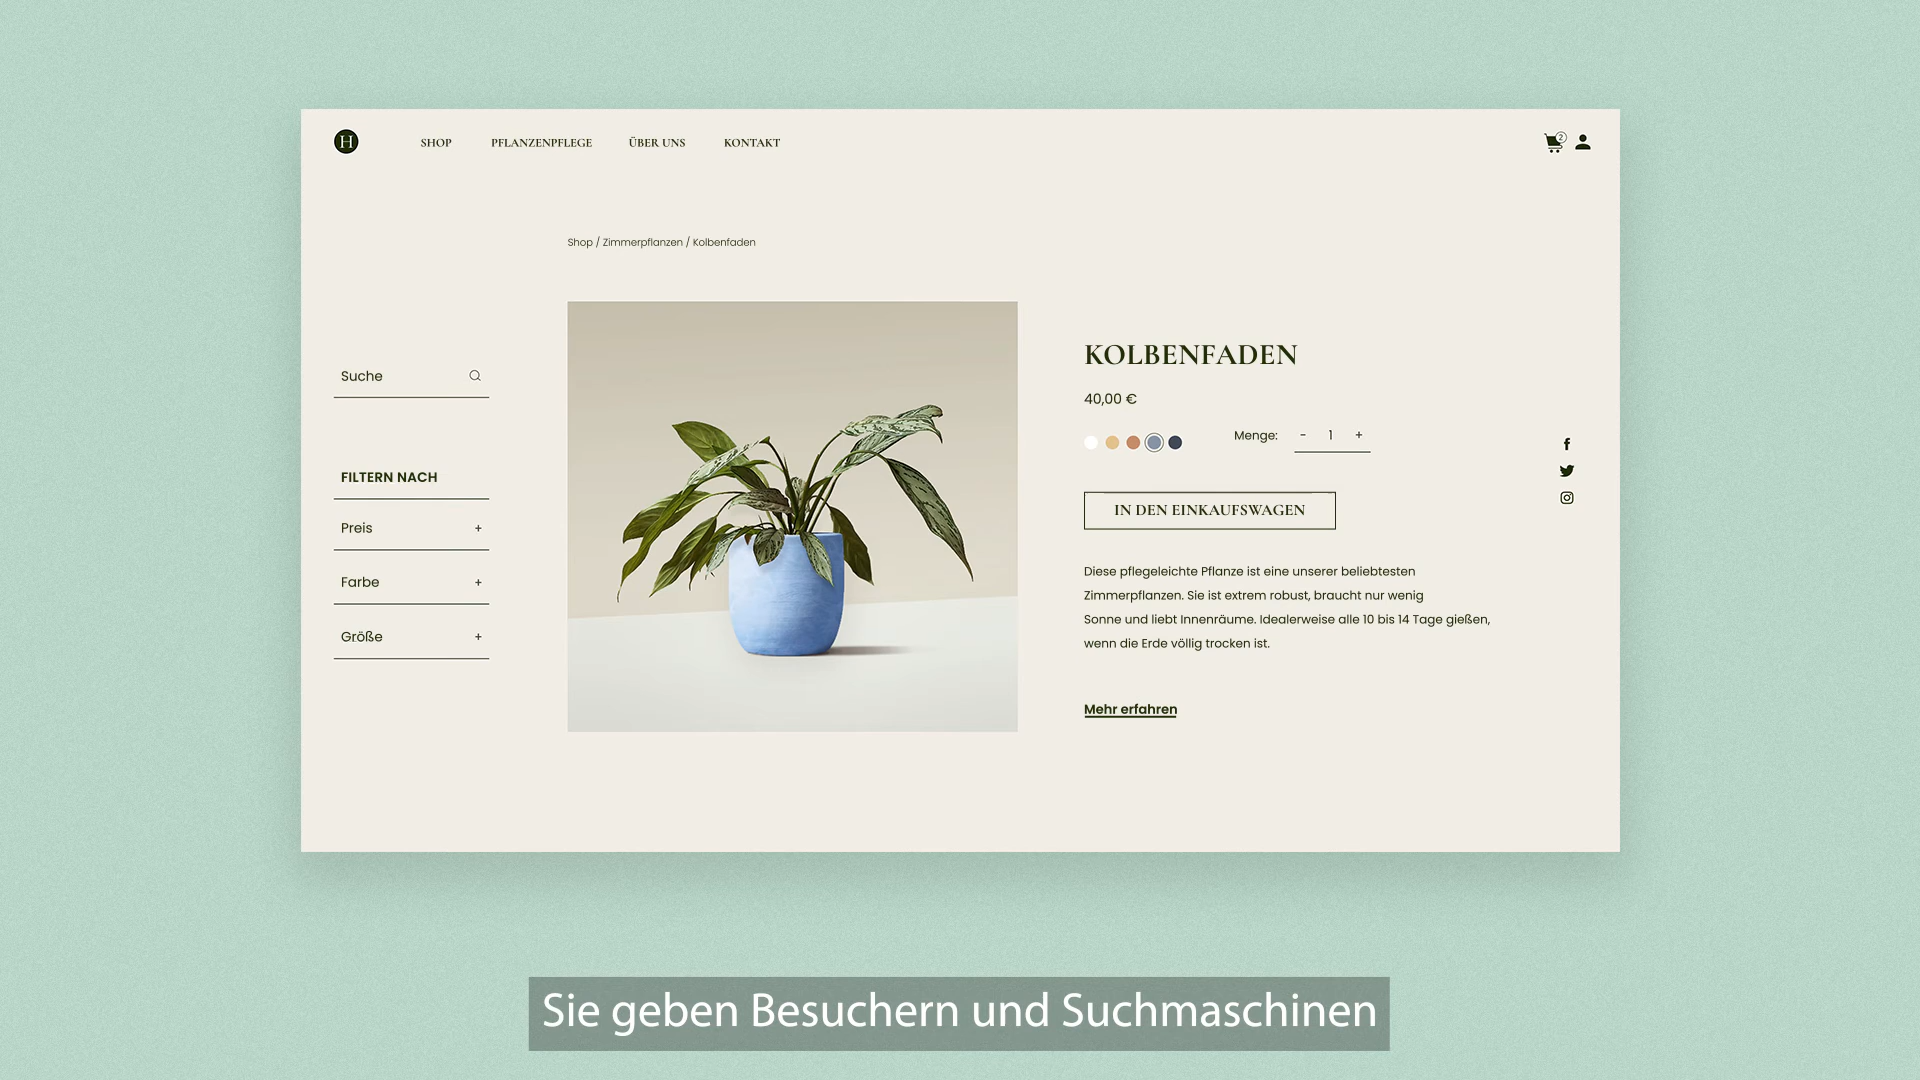 H
SHOP
PFLANZENPFLEGE
ÜBER UNS
KONTAKT
2
Shop / Zimmerpflanzen / Kolbenfaden
Suche
FILTERN NACH
Preis +
Farbe +
Größe +
KOLBENFADEN
40,00 €
Menge: - 1 +
IN DEN EINKAUFSWAGEN
Diese pflegeleichte Pflanze ist eine unserer beliebtesten
Zimmerpflanzen. Sie ist extrem robust, braucht nur wenig
Sonne und liebt Innenräume. Idealerweise alle 10 bis 14 Tage gießen,
wenn die Erde völlig trocken ist.
Mehr erfahren
Sie geben Besuchern und Suchmaschinen